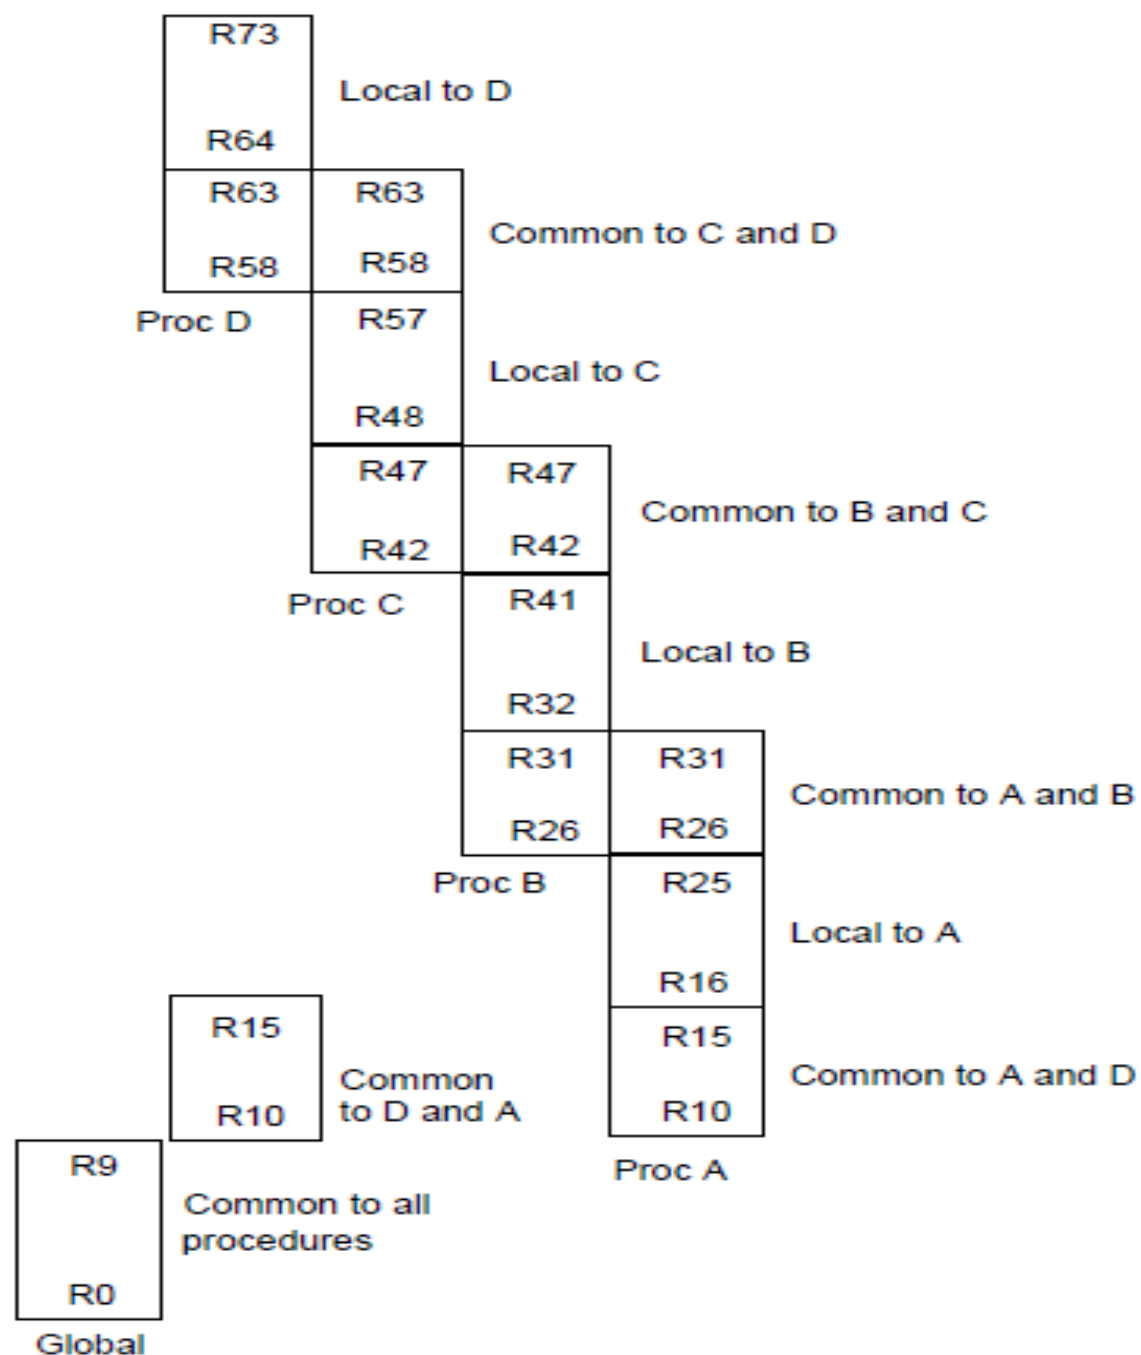 R73
Local to D
R64
R63
R63
Common to C and D
R58
R58
Proc D
R57
Local to C
R48
R47
R47
Common to B and C
R42
R42
Proc C
R41
Local to B
R32
R31
R31
Common to A and B
R26
R26
Proc B
R25
Local to A
R16
R15
R15
Common
to D and A
Common to A and D
R10
R10
Proc A
R9
Common to all
procedures
R0
Global